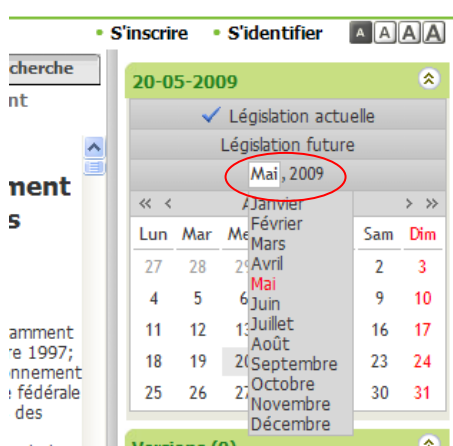 • S'inscrire • S'identifier A A A A
cherche
nt
ment
s
amment
re 1997;
onnement
fédérale
des
20-05-2009
Législation actuelle
Législation future
Mai , 2009
« < A > »
Janvier
Février
Mars
Avril
Mai
Juin
Juillet
Août
Septembre
Octobre
Novembre
Décembre
Lun Mar Me Sam Dim
27 28 29 2 3
4 5 6 9 10
11 12 13 16 17
18 19 20 23 24
25 26 27 30 31